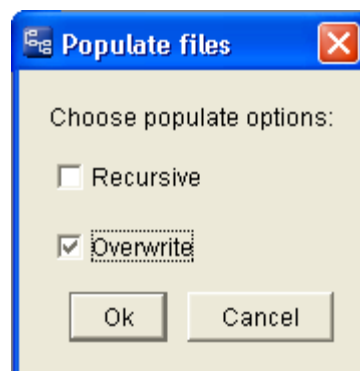 Populate files
Choose populate options:
Recursive
Overwrite
Ok Cancel